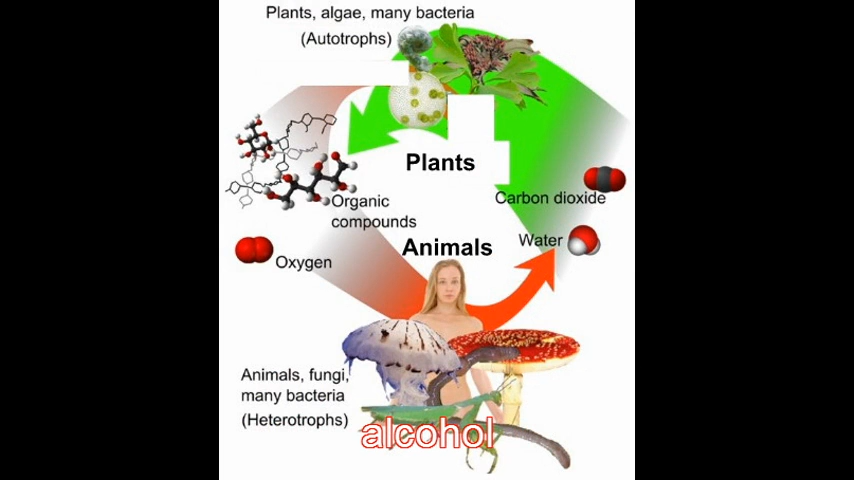 Plants, algae, many bacteria
(Autotrophs)
Plants
Carbon dioxide
Organic
compounds
Water
Animals
Oxygen
Animals, fungi,
many bacteria
(Heterotrophs)
alcohol